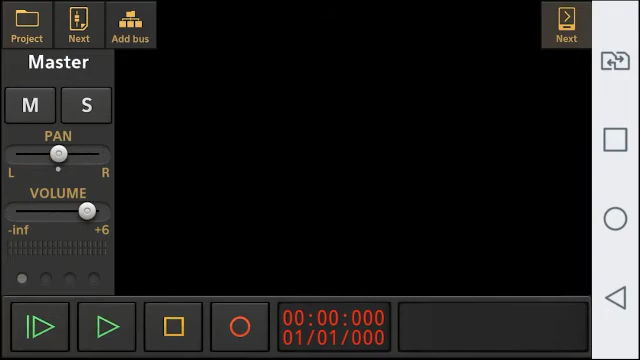 Project
Next
Add bus
Next
Master
M
S
PAN
L
R
VOLUME
-inf
+6
00:00:000
01/01/000